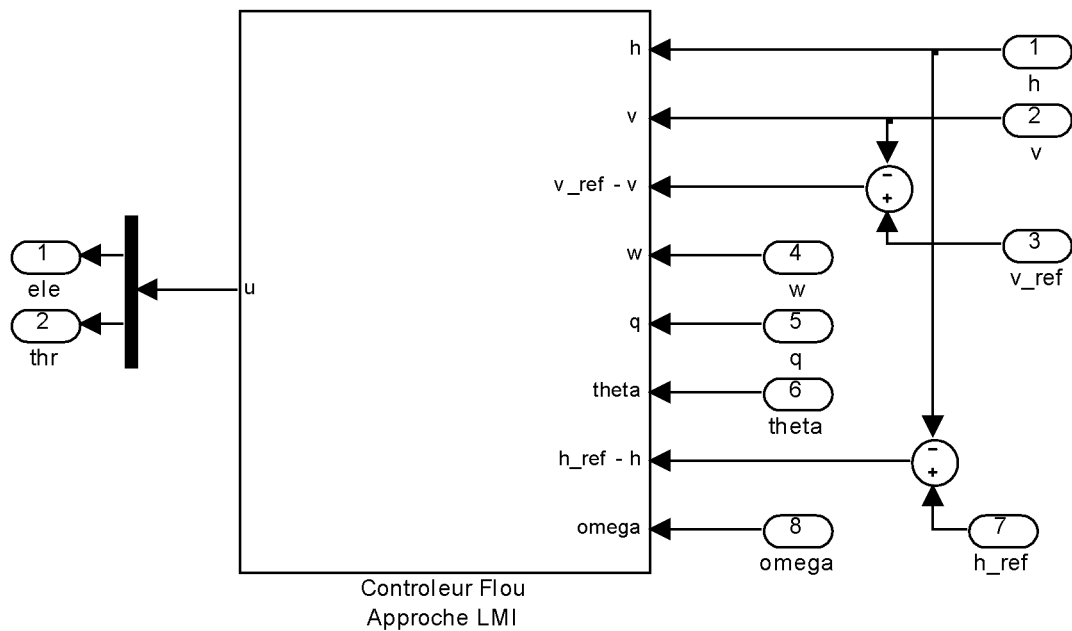 h
1
h
v
2
v
v_ref - v
-
+
3
v_ref
1
ele
w
4
w
u
2
thr
q
5
q
theta
6
theta
h_ref - h
-
+
omega
8
omega
7
h_ref
Controleur Flou
Approche LMI